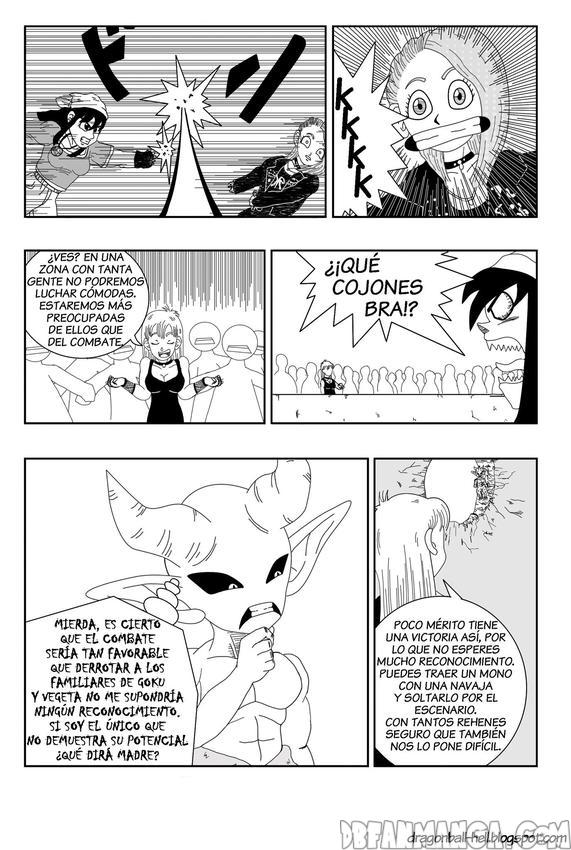 ドン
KKKK
¿VES? EN UNA
ZONA CON TANTA
GENTE NO PODREMOS
LUCHAR CÓMODAS.
ESTAREMOS MÁS
PREOCUPADAS
DE ELLOS QUE
DEL COMBATE.
¿¡QUÉ
COJONES
BRA!?
MIERDA, ES CIERTO
QUE EL COMBATE
SERÍA TAN FAVORABLE
QUE DERROTAR A LOS
FAMILIARES DE GOKU
Y VEGETA NO ME SUPONDRÍA
NINGÚN RECONOCIMIENTO.
SI SOY EL ÚNICO QUE
NO DEMUESTRA SU POTENCIAL
¿QUÉ DIRÁ MADRE?
POCO MÉRITO TIENE
UNA VICTORIA ASÍ, POR
LO QUE NO ESPERES
MUCHO RECONOCIMIENTO.
PUEDES TRAER UN MONO
CON UNA NAVAJA
Y SOLTARLO POR EL
ESCENARIO.
CON TANTOS REHENES
SEGURO QUE TAMBIÉN
NOS LO PONE DIFÍCIL.
dragonball-hel.blogspot.com
DBFANMANGA.COM